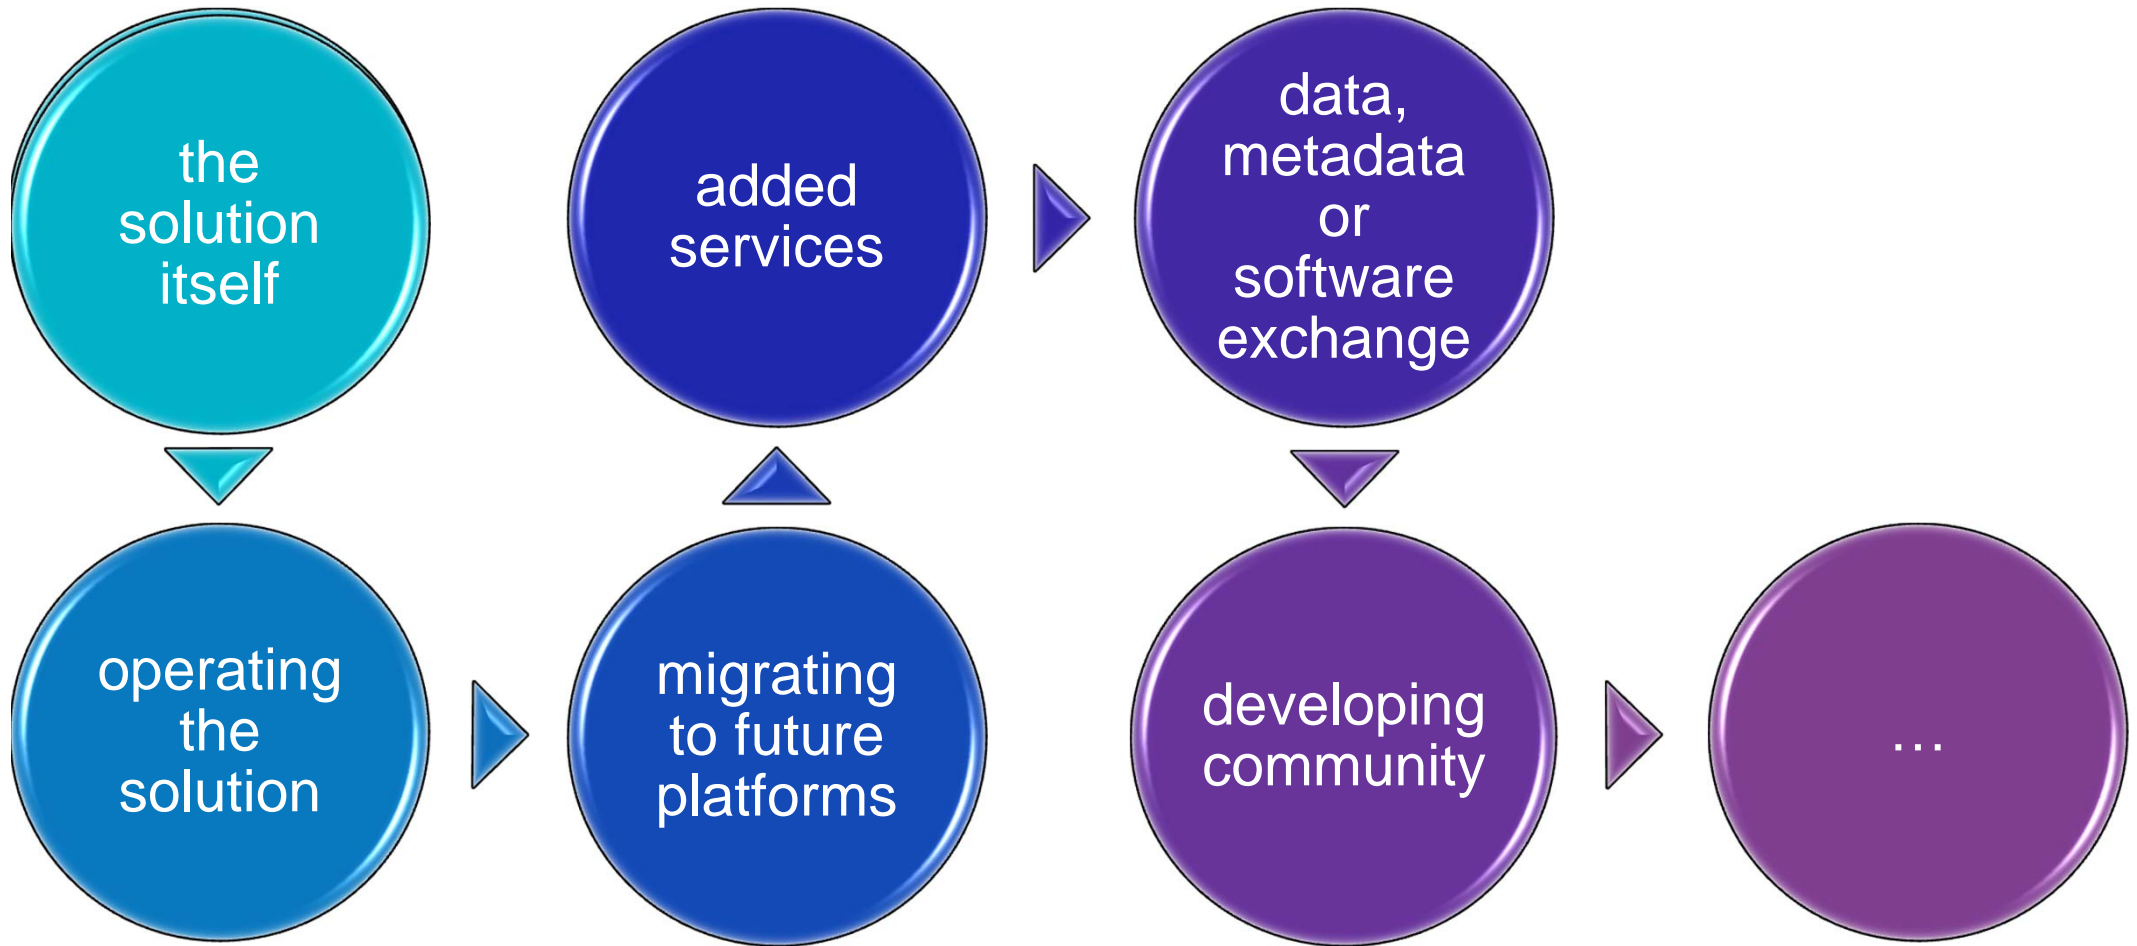 the
solution
itself
operating
the
solution
migrating
to future
platforms
added
services
data,
metadata
or
software
exchange
developing
community
…